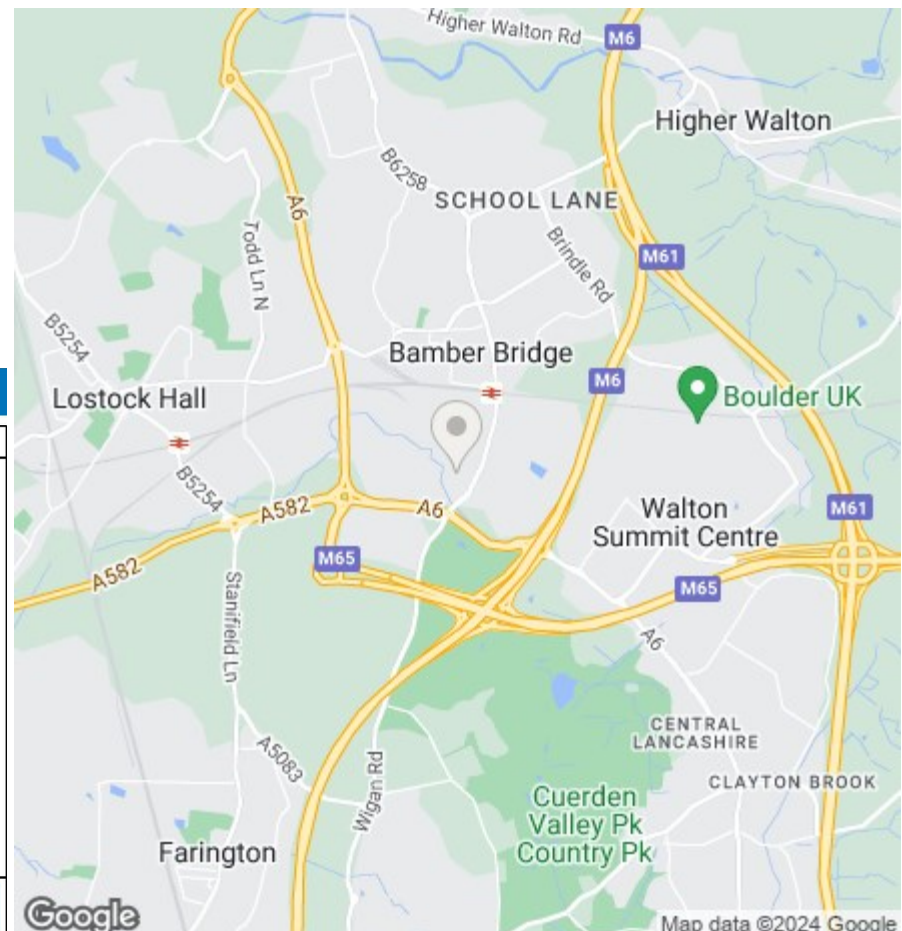 Higher Walton Rd
M6
Higher Walton
B6258
SCHOOL LANE
A6
Todd Ln N
Brindle Rd
M61
B5254
Bamber Bridge
M6
Lostock Hall
Boulder UK
B5254
A582
A6
Walton
Summit Centre
M61
M65
A582
M65
Stanifield Ln
A6
CENTRAL
LANCASHIRE
A5083
Wigan Rd
CLAYTON BROOK
Cuerden
Valley Pk
Country Pk
Farington
Google
Map data ©2024 Google